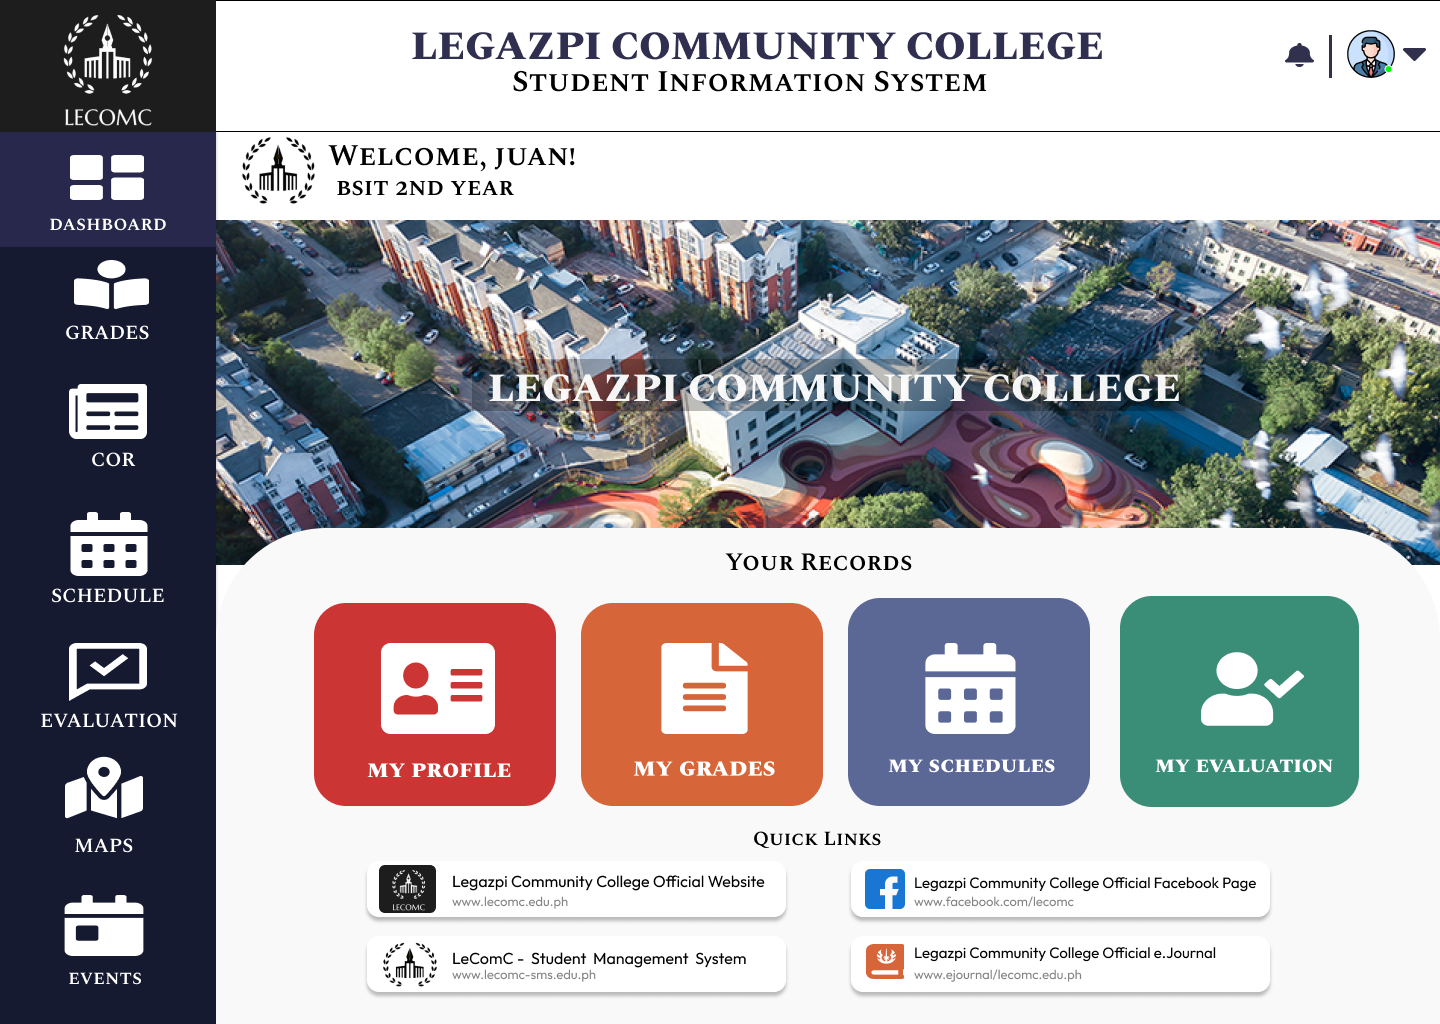 LECOMC
LEGAZPI COMMUNITY COLLEGE
STUDENT INFORMATION SYSTEM
WELCOME, JUAN!
BSIT 2ND YEAR
DASHBOARD
GRADES
COR
SCHEDULE
EVALUATION
MAPS
EVENTS
LEGAZPI COMMUNITY COLLEGE
YOUR RECORDS
MY PROFILE
MY GRADES
MY SCHEDULES
MY EVALUATION
QUICK LINKS
LECOMC
Legazpi Community College Official Website
www.lecomc.edu.ph
Legazpi Community College Official Facebook Page
www.facebook.com/lecomc
LeComC - Student Management System
www.lecomc-sms.edu.ph
Legazpi Community College Official e.Journal
www.ejournal/lecomc.edu.ph